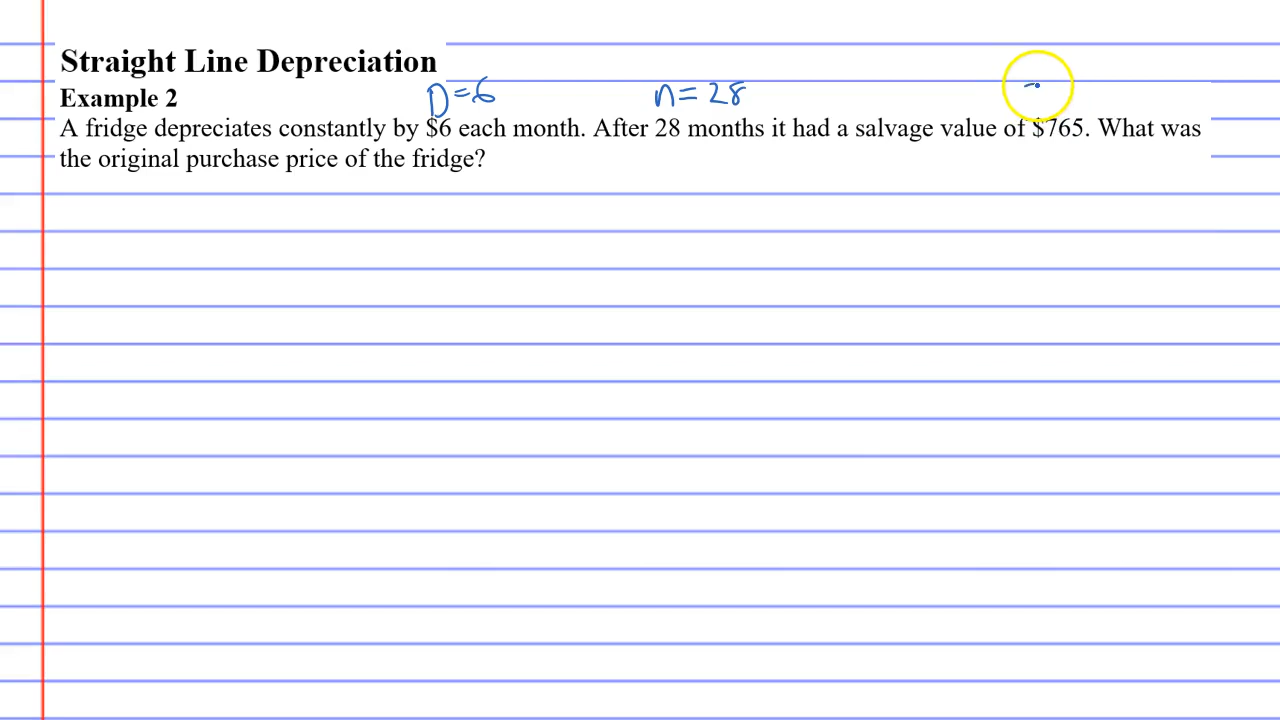 Straight Line Depreciation
Example 2
D=6 n=28
A fridge depreciates constantly by $6 each month. After 28 months it had a salvage value of $765. What was
the original purchase price of the fridge?